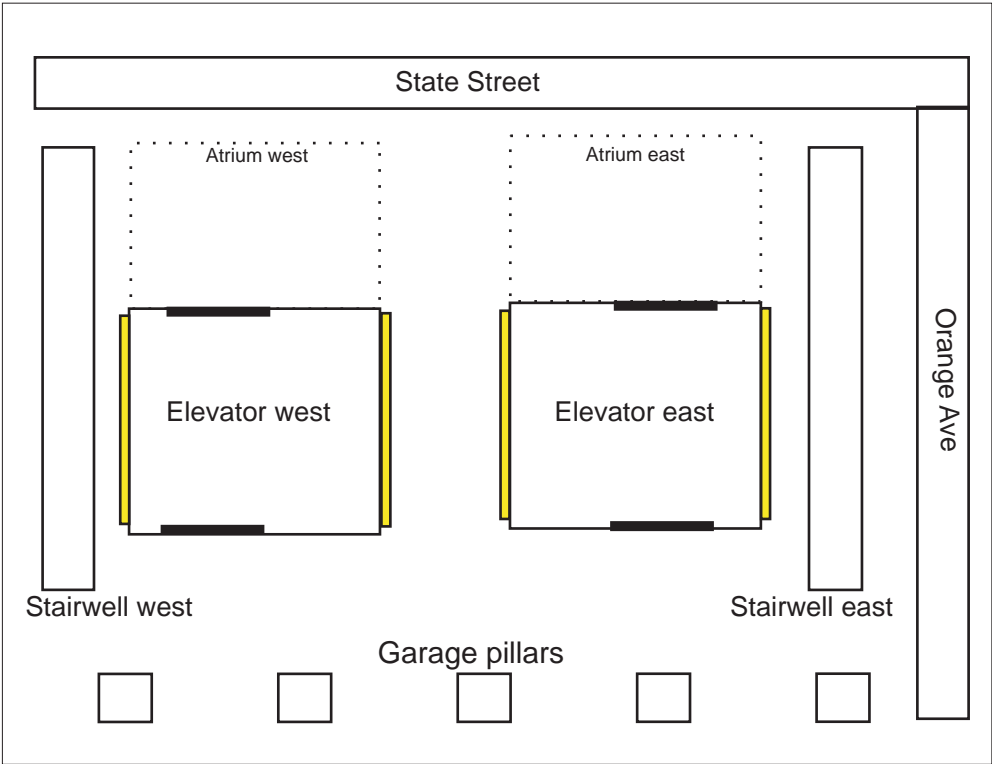 State Street
Atrium west
Atrium east
Orange Ave
Elevator west
Elevator east
Stairwell west
Stairwell east
Garage pillars